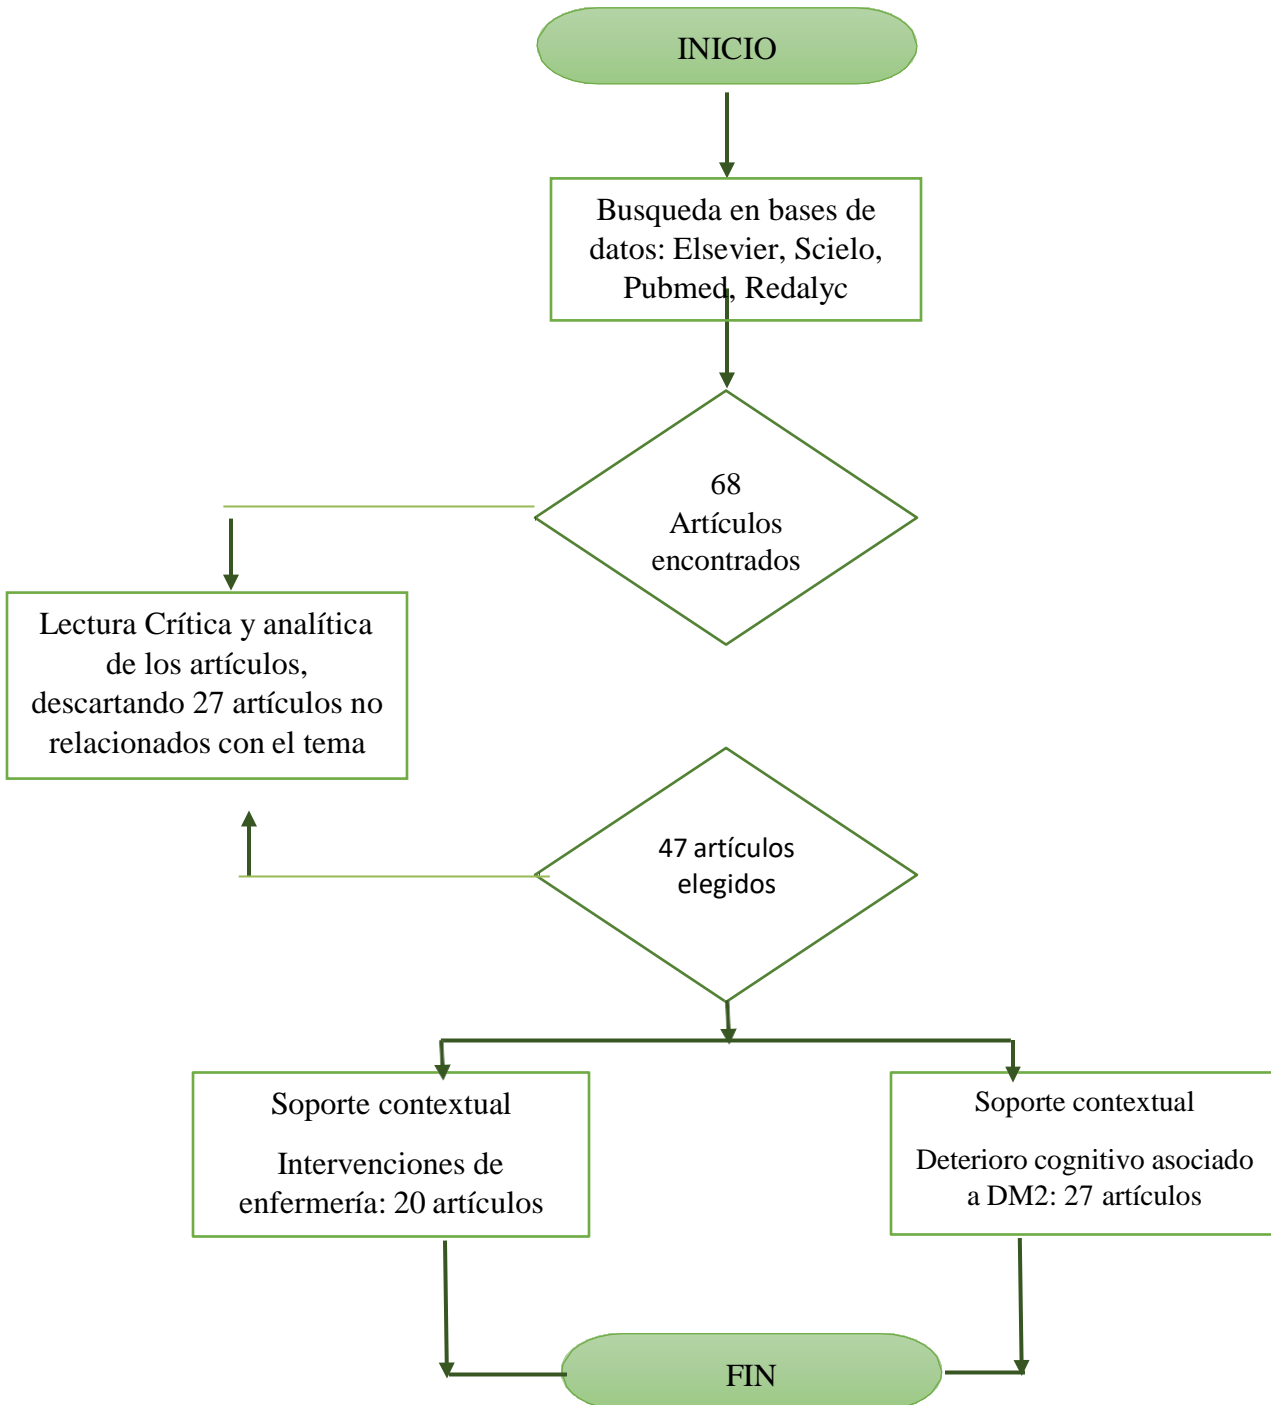 INICIO
Busqueda en bases de
datos: Elsevier, Scielo,
Pubmed, Redalyc
68
Artículos
encontrados
Lectura Crítica y analítica
de los artículos,
descartando 27 artículos no
relacionados con el tema
47 artículos
elegidos
Soporte contextual
Intervenciones de
enfermería: 20 artículos
Soporte contextual
Deterioro cognitivo asociado
a DM2: 27 artículos
FIN